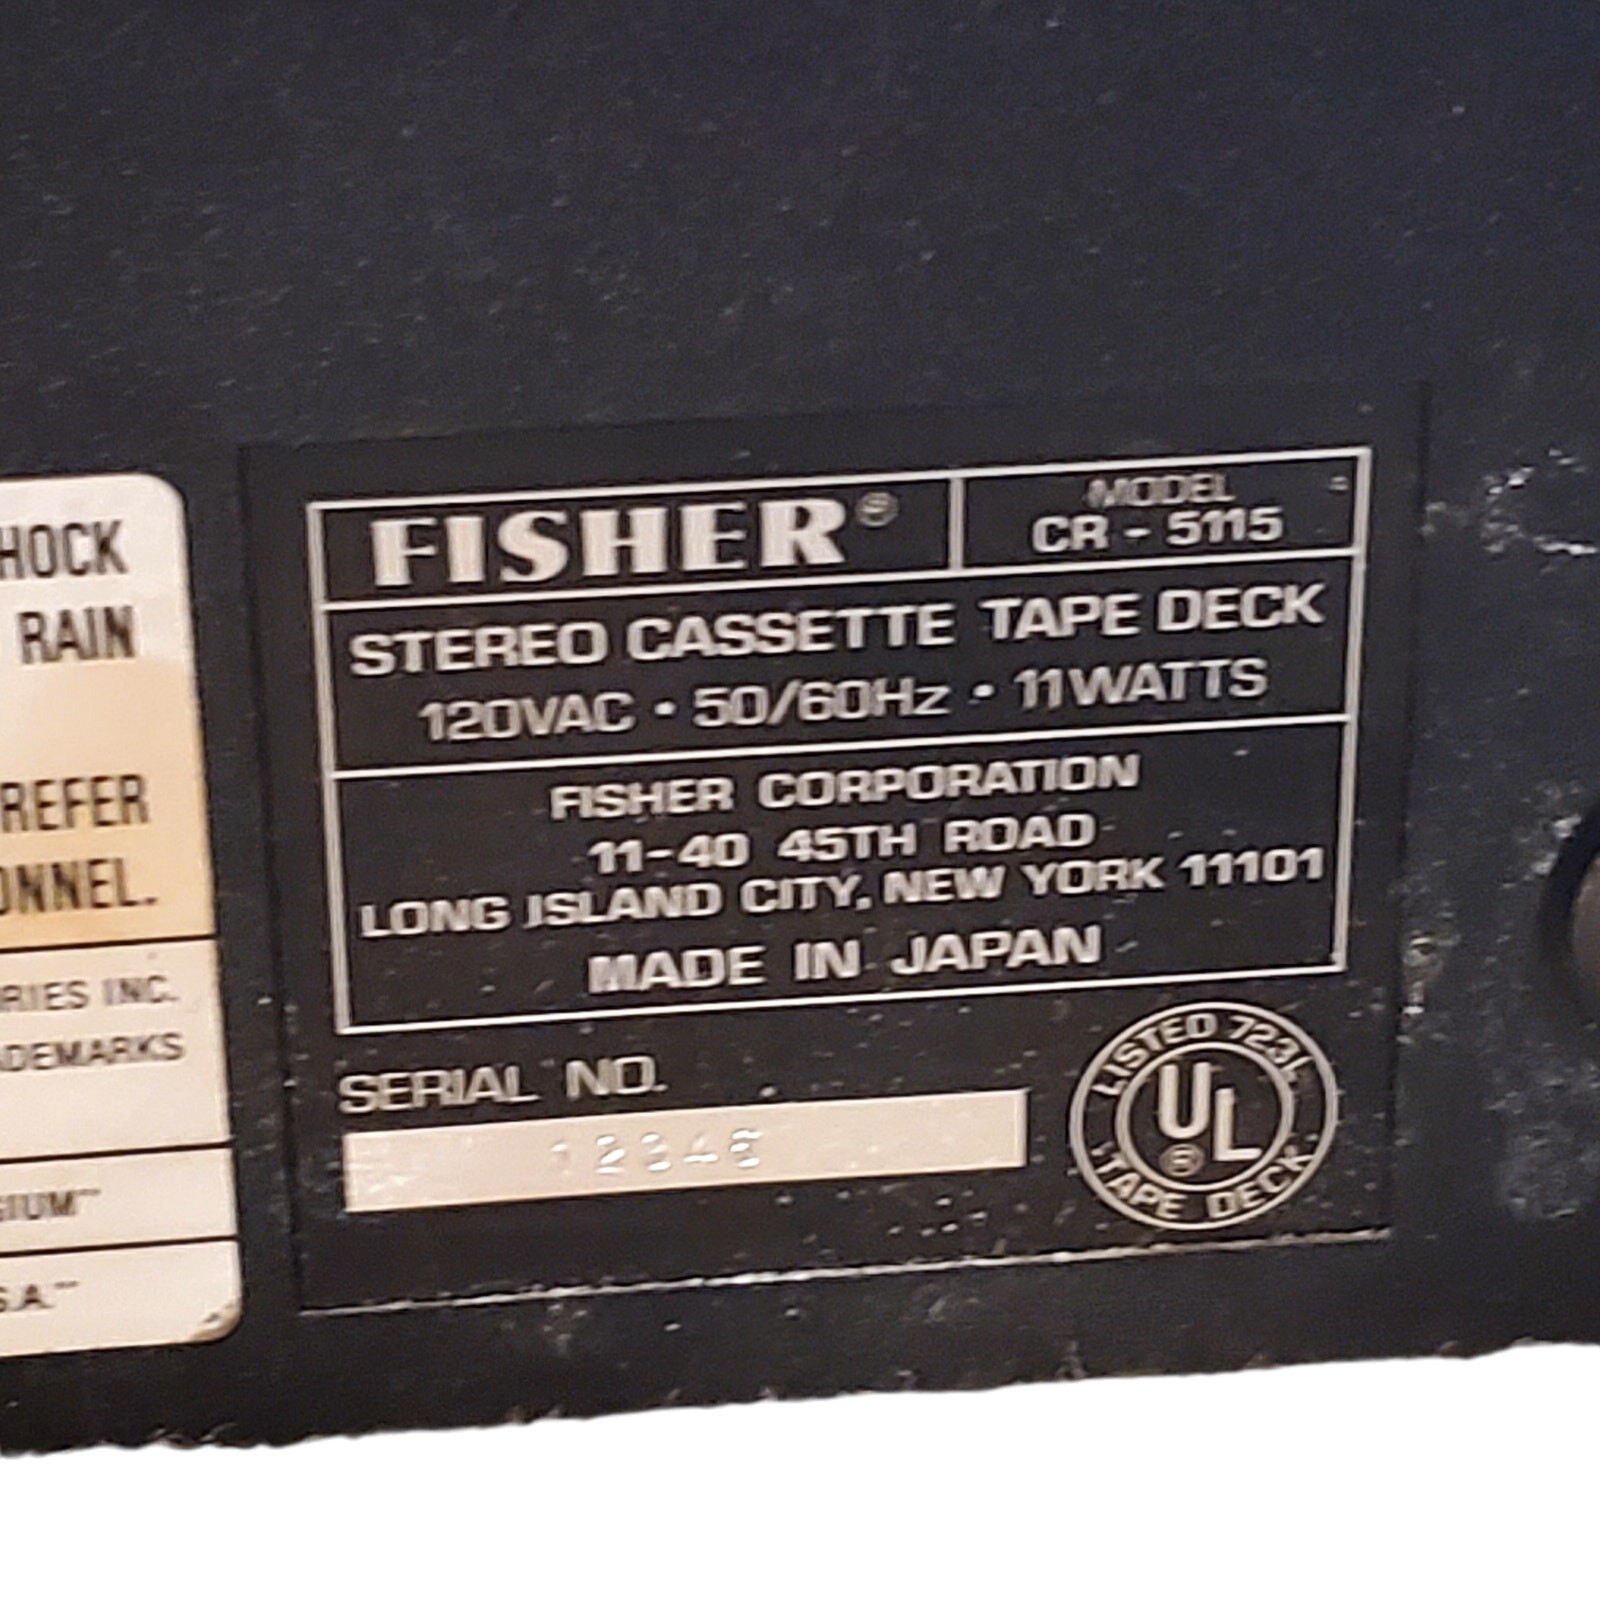 HOCK
RAIN
REFER
ONNEL.
RIES INC.
ADEMARKS
GIUM™
S.A.™
FISHER®
MODEL
CR - 5115
STEREO CASSETTE TAPE DECK
120VAC • 50/60Hz • 11WATTS
FISHER CORPORATION
11-40 45TH ROAD
LONG ISLAND CITY, NEW YORK 11101
MADE IN JAPAN
SERIAL NO.
LISTED 723L
UL®
TAPE DECK